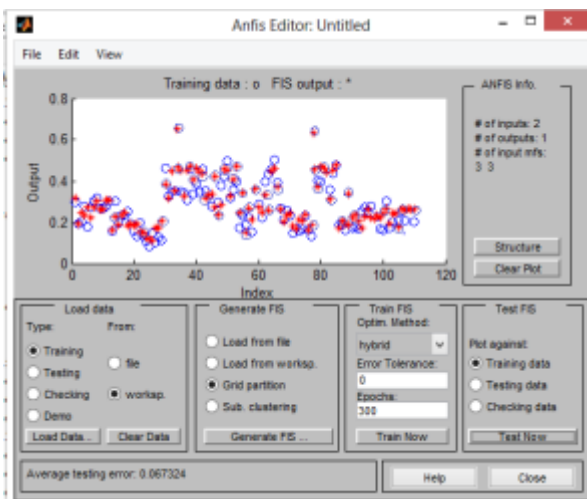 Anfis Editor: Untitled
File Edit View
Training data : o FIS output : *
0.8
0.6
0.4
0.2
0
Output
0 20 40 60 80 100 120
Index
ANFIS Info.
# of inputs: 2
# of outputs: 1
# of input mfs:
3 3
Structure
Clear Plot
Load data
Type: From:
Training
Testing
Checking
Demo
file
worksp.
Load Data... Clear Data
Generate FIS
Load from file
Load from worksp.
Grid partition
Sub. clustering
Generate FIS ...
Train FIS
Optim. Method:
hybrid
Error Tolerance:
0
Epochs:
300
Train Now
Test FIS
Plot against:
Training data
Testing data
Checking data
Test Now
Average testing error: 0.067324
Help Close